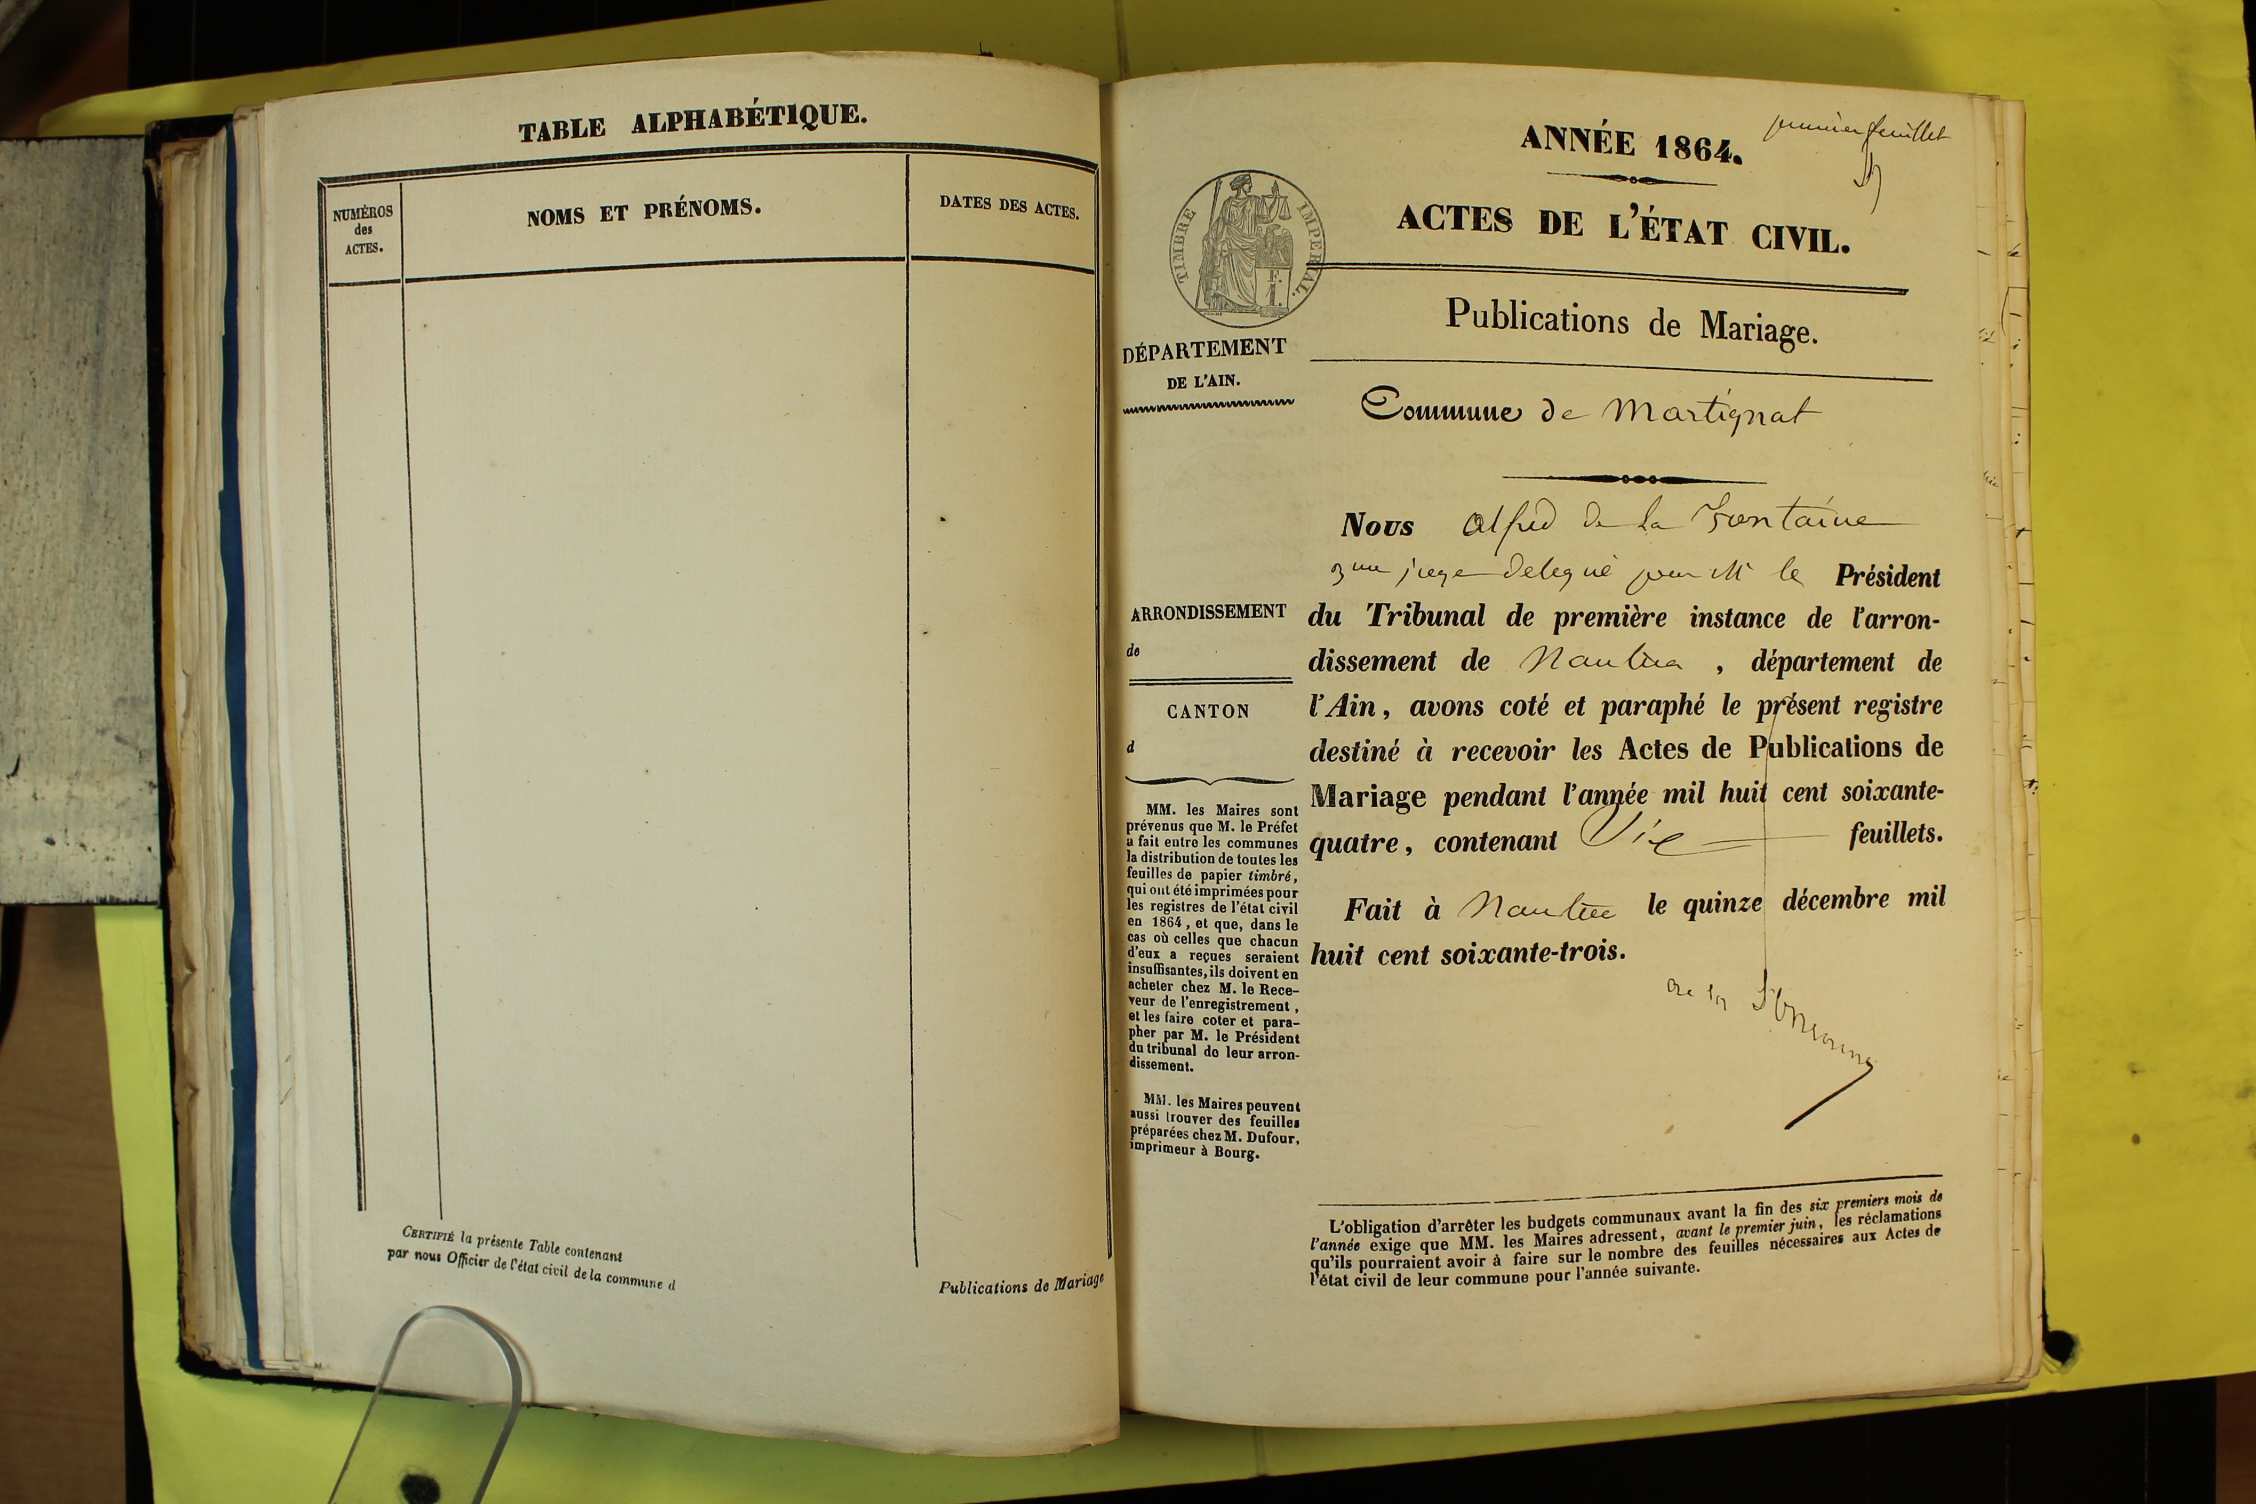 TABLE ALPHABÉTIQUE.
NUMÉROS
des
ACTES.
NOMS ET PRÉNOMS.
DATES DES ACTES.
CERTIFIÉ la présente Table contenant
par nous Officier de l'état civil de la commune d
Publications de Mariage
premier feuillet
ANNÉE 1864.
ACTES DE L'ÉTAT CIVIL.
TIMBRE IMPERIAL.
F.
1.
Publications de Mariage.
DÉPARTEMENT
DE L'AIN.
Commune de Martignat
Nous Alfred De La Fontaine
juge delegué pour Mr le Président
du Tribunal de première instance de l'arron-
dissement de Nantua, département de
l'Ain, avons coté et paraphé le présent registre
destiné à recevoir les Actes de Publications de
Mariage pendant l'année mil huit cent soixante-
quatre, contenant feuillets.
Fait à Nantua le quinze décembre mil
huit cent soixante-trois.
De la Fontaine
ARRONDISSEMENT
de
CANTON
d
MM. les Maires sont
prévenus que M. le Préfet
a fait entre les communes
la distribution de toutes les
feuilles de papier timbré,
qui ont été imprimées pour
les registres de l'état civil
en 1864, et que, dans le
cas où celles que chacun
d'eux a reçues seraient
insuffisantes, ils doivent en
acheter chez M. le Rece-
veur de l'enregistrement,
et les faire coter et para-
pher par M. le Président
du tribunal de leur arron-
dissement.
MM. les Maires peuvent
aussi trouver des feuilles
préparées chez M. Dufour,
imprimeur à Bourg.
L'obligation d'arrêter les budgets communaux avant la fin des six premiers mois de
l'année exige que MM. les Maires adressent, avant le premier juin, les réclamations
qu'ils pourraient avoir à faire sur le nombre des feuilles nécessaires aux Actes de
l'état civil de leur commune pour l'année suivante.